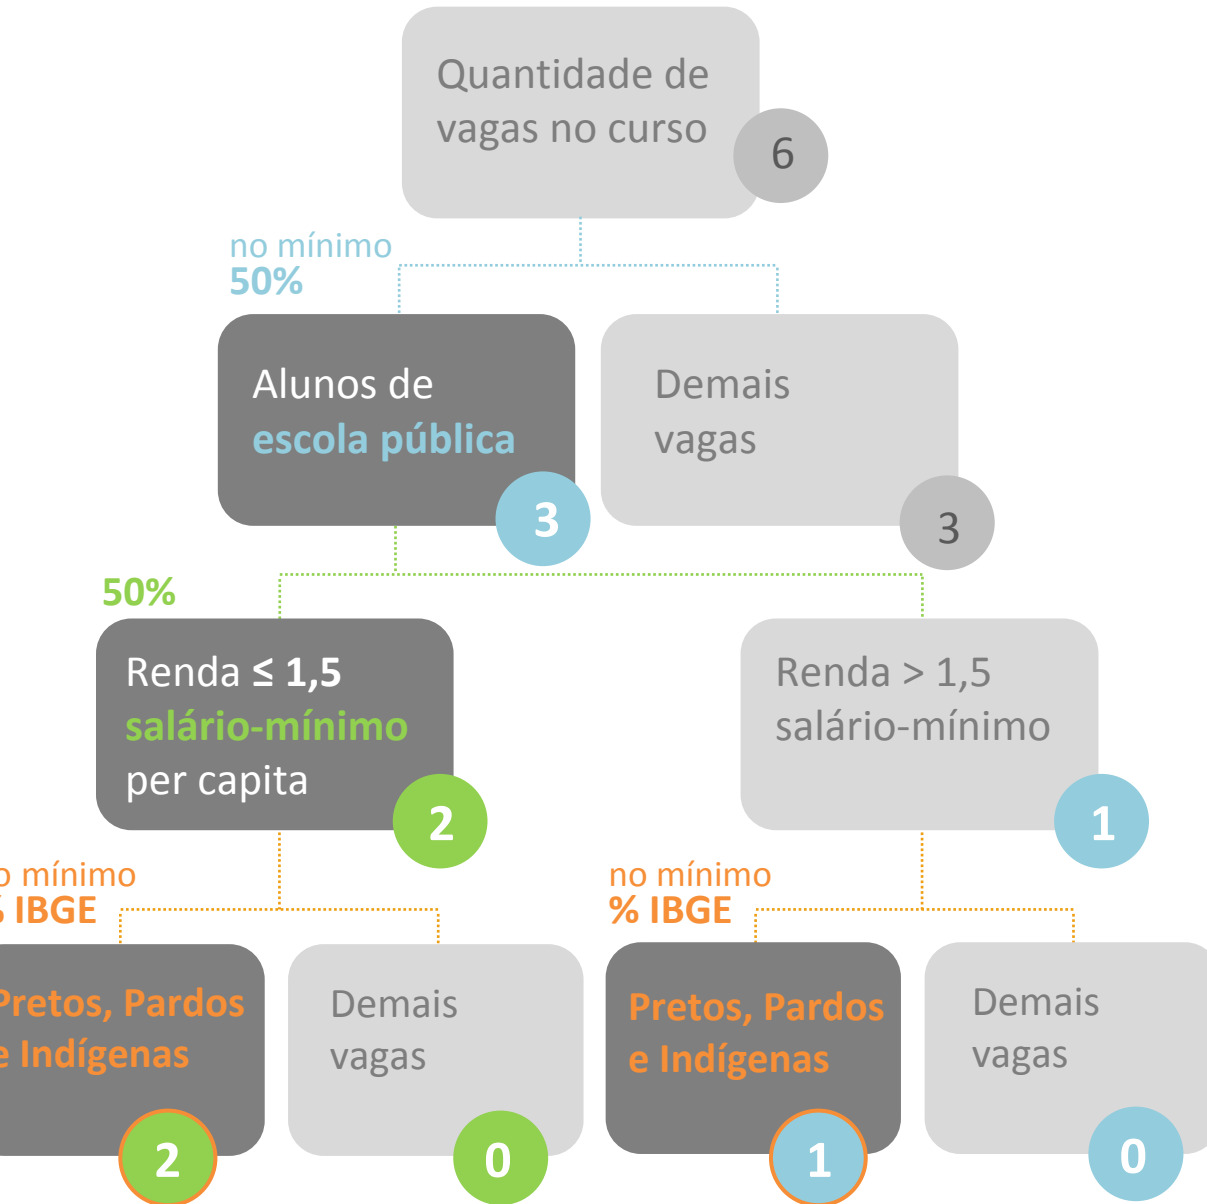 Quantidade de
vagas no curso
6
no mínimo
50%
Alunos de
escola pública
3
Demais
vagas
3
50%
Renda ≤ 1,5
salário-mínimo
per capita
2
Renda > 1,5
salário-mínimo
1
o mínimo
% IBGE
no mínimo
% IBGE
Pretos, Pardos
e Indígenas
2
Demais
vagas
0
Pretos, Pardos
e Indígenas
1
Demais
vagas
0